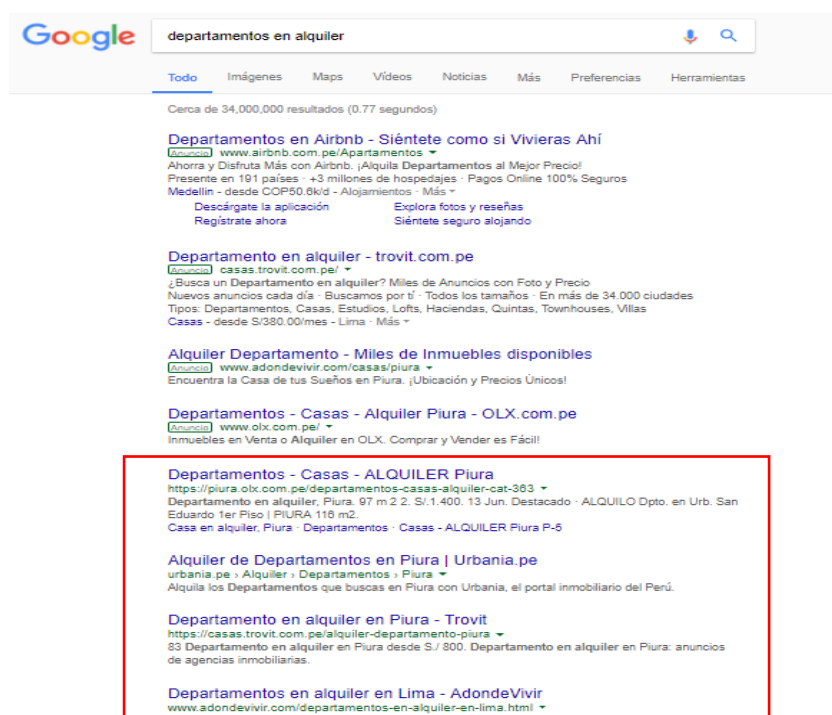 Google
departamentos en alquiler
Todo Imágenes Maps Vídeos Noticias Más Preferencias Herramientas
Cerca de 34,000,000 resultados (0.77 segundos)
Departamentos en Airbnb - Siéntete como si Vivieras Ahí
Anuncio www.airbnb.com.pe/Apartamentos
Ahorra y Disfruta Más con Airbnb. ¡Alquila Departamentos al Mejor Precio!
Presente en 191 países · +3 millones de hospedajes · Pagos Online 100% Seguros
Medellin - desde COP50.6k/d - Alojamientos · Más
Descárgate la aplicación Explora fotos y reseñas
Regístrate ahora Siéntete seguro alojando
Departamento en alquiler - trovit.com.pe
Anuncio casas.trovit.com.pe/
¿Busca un Departamento en alquiler? Miles de Anuncios con Foto y Precio
Nuevos anuncios cada día · Buscamos por tí · Todos los tamaños · En más de 34.000 ciudades
Tipos: Departamentos, Casas, Estudios, Lofts, Haciendas, Quintas, Townhouses, Villas
Casas - desde S/380.00/mes - Lima · Más
Alquiler Departamento - Miles de Inmuebles disponibles
Anuncio www.adondevivir.com/casas/piura
Encuentra la Casa de tus Sueños en Piura. ¡Ubicación y Precios Únicos!
Departamentos - Casas - Alquiler Piura - OLX.com.pe
Anuncio www.olx.com.pe/
Inmuebles en Venta o Alquiler en OLX. Comprar y Vender es Fácil!
Departamentos - Casas - ALQUILER Piura
https://piura.olx.com.pe/departamentos-casas-alquiler-cat-363
Departamento en alquiler, Piura. 97 m 2 2. S/.1.400. 13 Jun. Destacado · ALQUILO Dpto. en Urb. San
Eduardo 1er Piso | PIURA 116 m2.
Casa en alquiler, Piura · Departamentos · Casas - ALQUILER Piura P-5
Alquiler de Departamentos en Piura | Urbania.pe
urbania.pe › Alquiler › Departamentos › Piura
Alquila los Departamentos que buscas en Piura con Urbania, el portal inmobiliario del Perú.
Departamento en alquiler en Piura - Trovit
https://casas.trovit.com.pe/alquiler-departamento-piura
83 Departamento en alquiler en Piura desde S./ 800. Departamento en alquiler en Piura: anuncios
de agencias inmobiliarias.
Departamentos en alquiler en Lima - AdondeVivir
www.adondevivir.com/departamentos-en-alquiler-en-lima.html